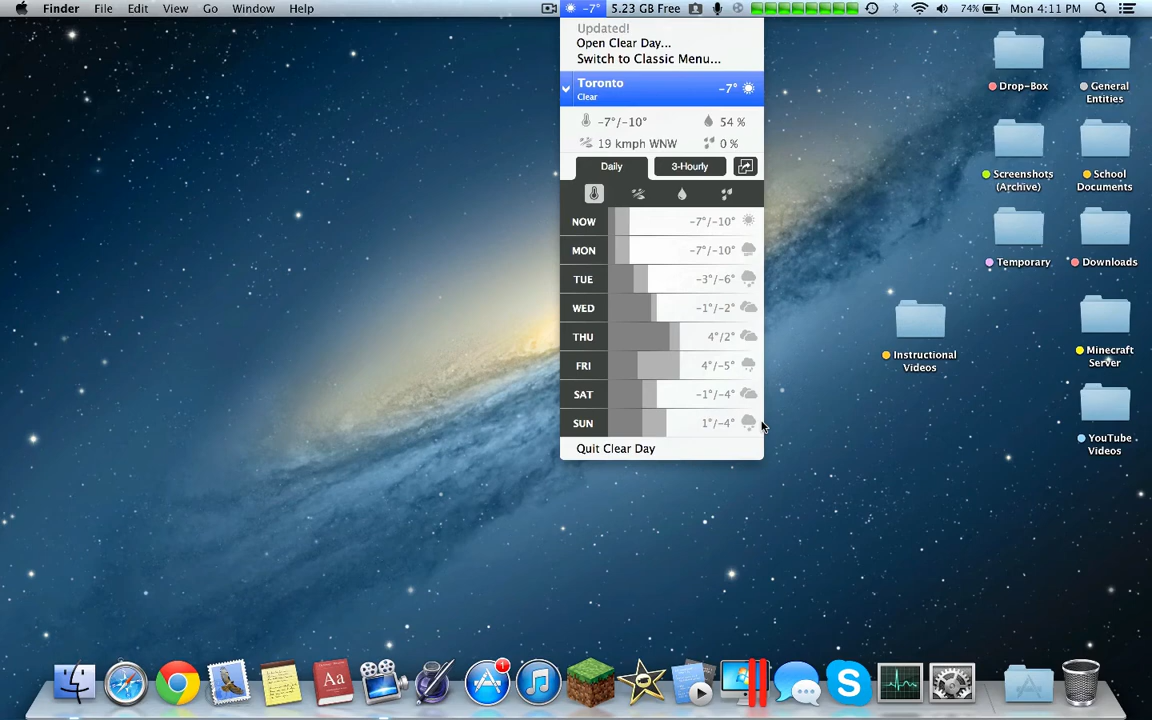 Finder File Edit View Go Window Help -7° 5.23 GB Free 74% Mon 4:11 PM
Updated!
Open Clear Day...
Switch to Classic Menu...
Toronto -7°
Clear
-7°/-10° 54 %
19 kmph WNW 0 %
Daily 3-Hourly
NOW -7°/-10°
MON -7°/-10°
TUE -3°/-6°
WED -1°/-2°
THU 4°/2°
FRI 4°/-5°
SAT -1°/-4°
SUN 1°/-4°
Quit Clear Day
Drop-Box
General
Entities
Screenshots
(Archive)
School
Documents
Temporary
Downloads
Instructional
Videos
Minecraft
Server
YouTube
Videos
Aa
1